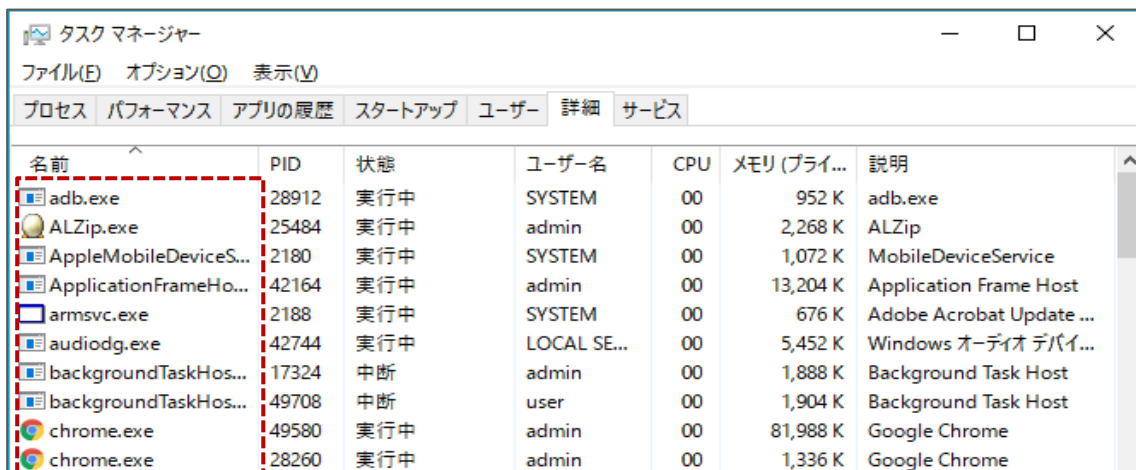 タスク マネージャー
ファイル(F) オプション(O) 表示(V)
プロセス パフォーマンス アプリの履歴 スタートアップ ユーザー 詳細 サービス
名前 PID 状態 ユーザー名 CPU メモリ (プライ... 説明
adb.exe 28912 実行中 SYSTEM 00 952 K adb.exe
ALZip.exe 25484 実行中 admin 00 2,268 K ALZip
AppleMobileDeviceS... 2180 実行中 SYSTEM 00 1,072 K MobileDeviceService
ApplicationFrameHo... 42164 実行中 admin 00 13,204 K Application Frame Host
armsvc.exe 2188 実行中 SYSTEM 00 676 K Adobe Acrobat Update ...
audiodg.exe 42744 実行中 LOCAL SE... 00 5,452 K Windows オーディオ デバイ...
backgroundTaskHos... 17324 中断 admin 00 1,888 K Background Task Host
backgroundTaskHos... 49708 中断 user 00 1,904 K Background Task Host
chrome.exe 49580 実行中 admin 00 81,988 K Google Chrome
chrome.exe 28260 実行中 admin 00 1,336 K Google Chrome